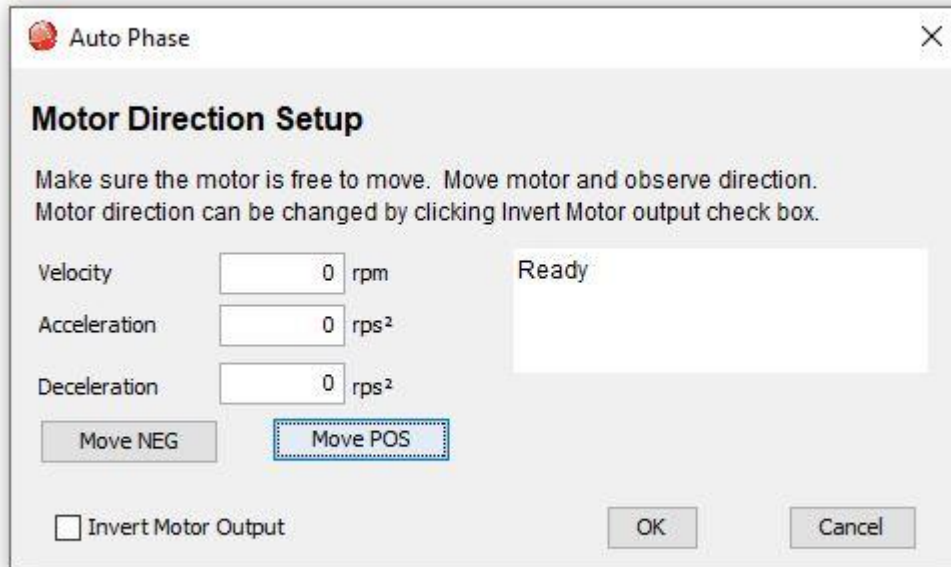 Auto Phase
Motor Direction Setup
Make sure the motor is free to move. Move motor and observe direction.
Motor direction can be changed by clicking Invert Motor output check box.
Velocity 0 rpm
Ready
Acceleration 0 rps²
Deceleration 0 rps²
Move NEG Move POS
Invert Motor Output OK Cancel